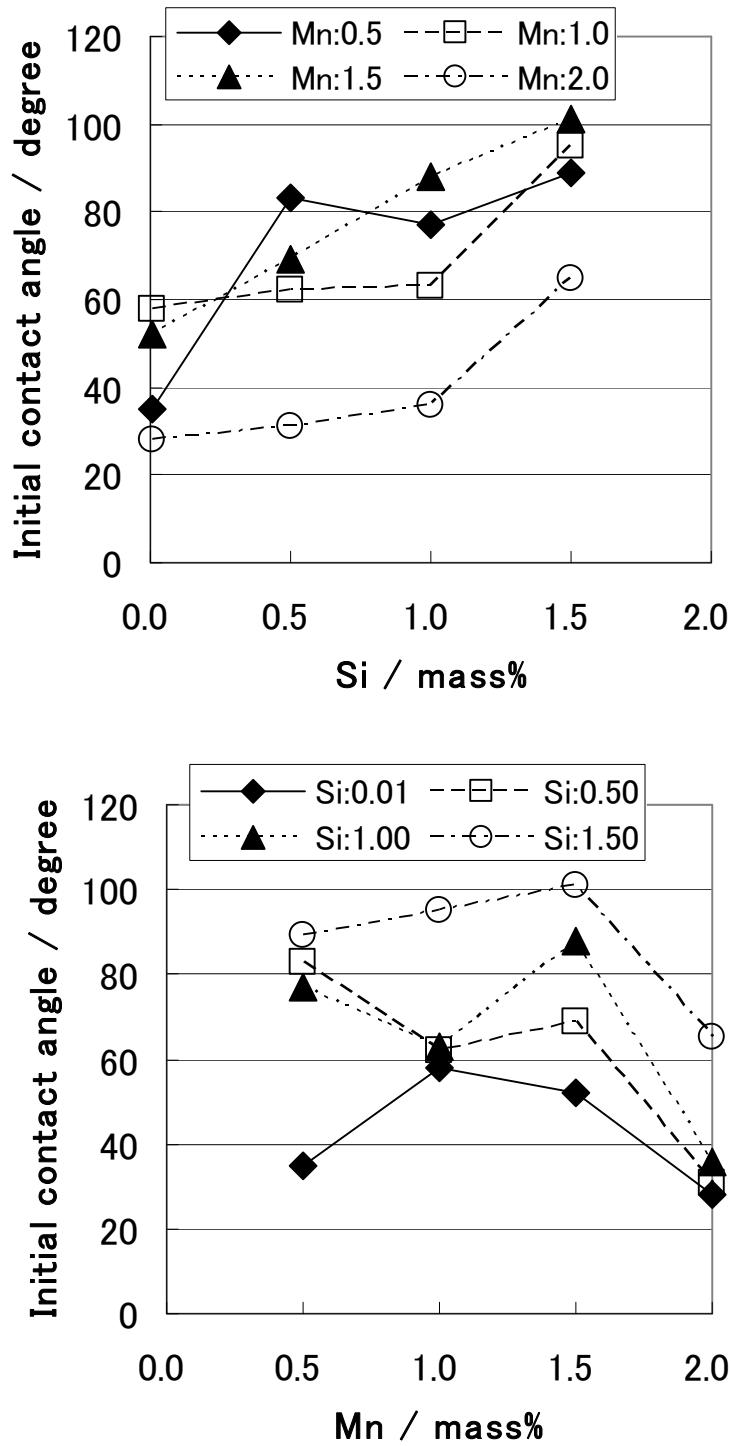 Mn:0.5 Mn:1.0
Mn:1.5 Mn:2.0
Initial contact angle / degree
120
100
80
60
40
20
0
0.0 0.5 1.0 1.5 2.0
Si / mass%
Si:0.01 Si:0.50
Si:1.00 Si:1.50
Initial contact angle / degree
120
100
80
60
40
20
0
0.0 0.5 1.0 1.5 2.0
Mn / mass%